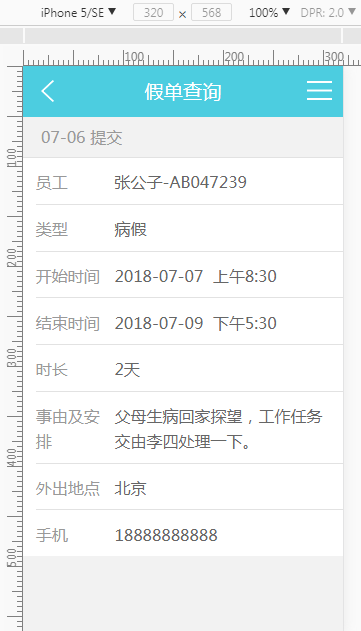 iPhone 5/SE ▼ 320 × 568 100% ▼ DPR: 2.0 ▼
100 200 300
假单查询
07-06 提交
100
员工 张公子-AB047239
类型 病假
200
开始时间 2018-07-07 上午8:30
结束时间 2018-07-09 下午5:30
300
时长 2天
事由及安 父母生病回家探望，工作任务
排 交由李四处理一下。
400
外出地点 北京
手机 18888888888
500